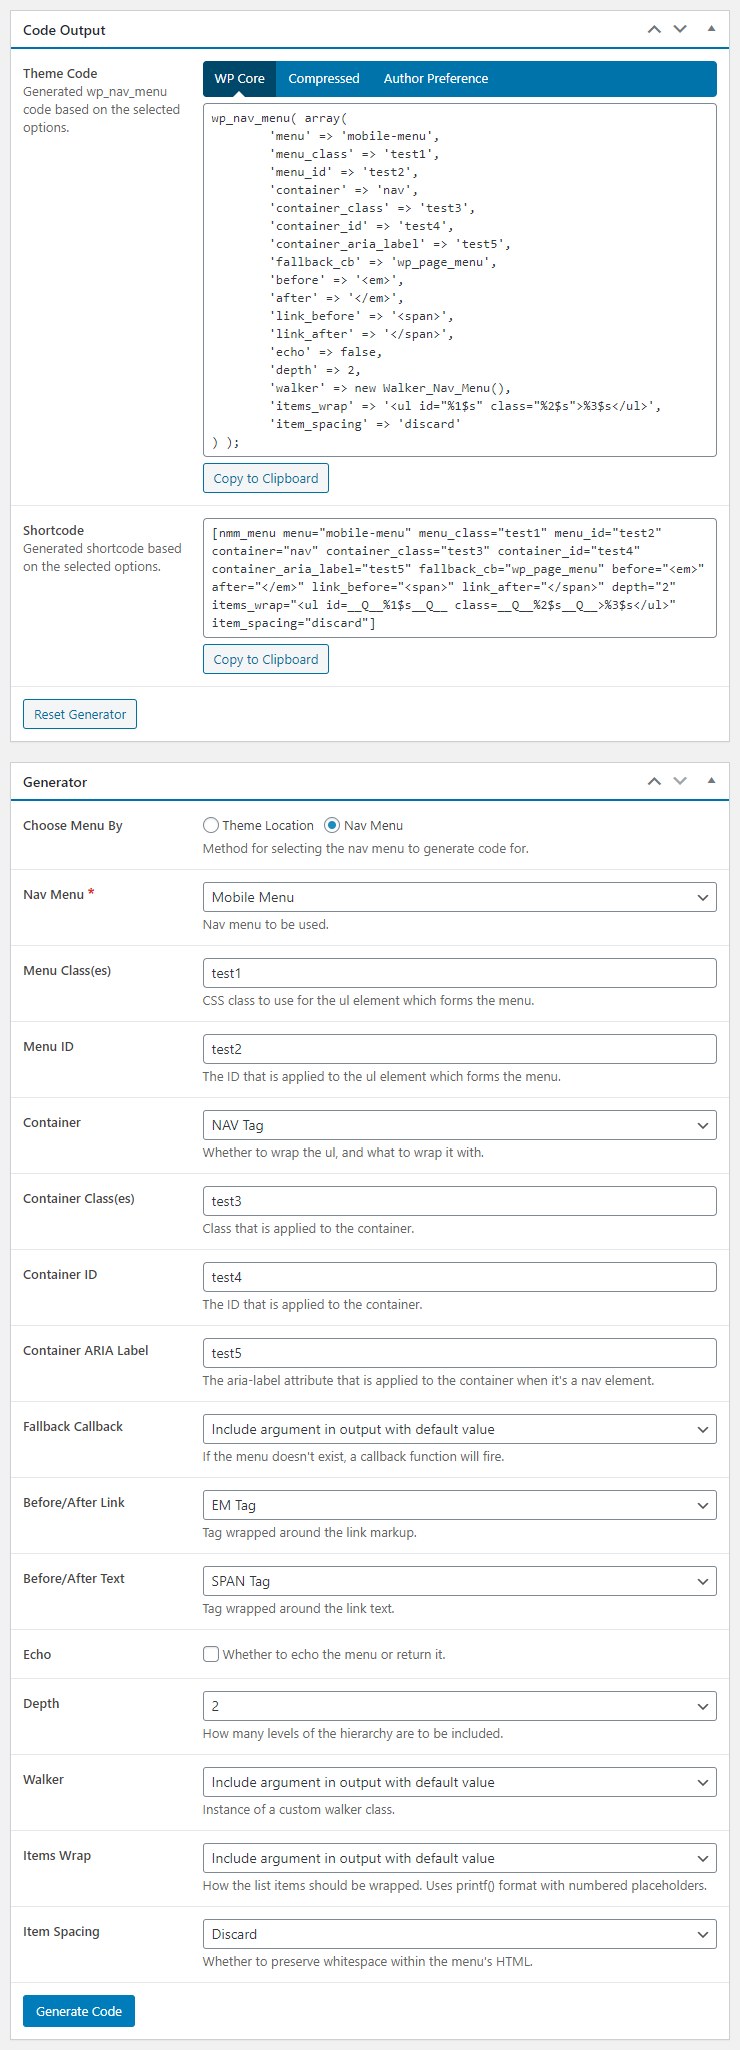 Code Output
Theme Code
Generated wp_nav_menu
code based on the selected
options.
WP Core Compressed Author Preference
wp_nav_menu( array(
'menu' => 'mobile-menu',
'menu_class' => 'test1',
'menu_id' => 'test2',
'container' => 'nav',
'container_class' => 'test3',
'container_id' => 'test4',
'container_aria_label' => 'test5',
'fallback_cb' => 'wp_page_menu',
'before' => '<em>',
'after' => '</em>',
'link_before' => '<span>',
'link_after' => '</span>',
'echo' => false,
'depth' => 2,
'walker' => new Walker_Nav_Menu(),
'items_wrap' => '<ul id="%1$s" class="%2$s">%3$s</ul>',
'item_spacing' => 'discard'
) );
Copy to Clipboard
Shortcode
Generated shortcode based
on the selected options.
[nmm_menu menu="mobile-menu" menu_class="test1" menu_id="test2"
container="nav" container_class="test3" container_id="test4"
container_aria_label="test5" fallback_cb="wp_page_menu" before="<em>"
after="</em>" link_before="<span>" link_after="</span>" depth="2"
items_wrap="<ul id=__Q__%1$s__Q__ class=__Q__%2$s__Q__>%3$s</ul>"
item_spacing="discard"]
Copy to Clipboard
Reset Generator
Generator
Choose Menu By
Theme Location Nav Menu
Method for selecting the nav menu to generate code for.
Nav Menu *
Mobile Menu
Nav menu to be used.
Menu Class(es)
test1
CSS class to use for the ul element which forms the menu.
Menu ID
test2
The ID that is applied to the ul element which forms the menu.
Container
NAV Tag
Whether to wrap the ul, and what to wrap it with.
Container Class(es)
test3
Class that is applied to the container.
Container ID
test4
The ID that is applied to the container.
Container ARIA Label
test5
The aria-label attribute that is applied to the container when it's a nav element.
Fallback Callback
Include argument in output with default value
If the menu doesn't exist, a callback function will fire.
Before/After Link
EM Tag
Tag wrapped around the link markup.
Before/After Text
SPAN Tag
Tag wrapped around the link text.
Echo
Whether to echo the menu or return it.
Depth
2
How many levels of the hierarchy are to be included.
Walker
Include argument in output with default value
Instance of a custom walker class.
Items Wrap
Include argument in output with default value
How the list items should be wrapped. Uses printf() format with numbered placeholders.
Item Spacing
Discard
Whether to preserve whitespace within the menu's HTML.
Generate Code